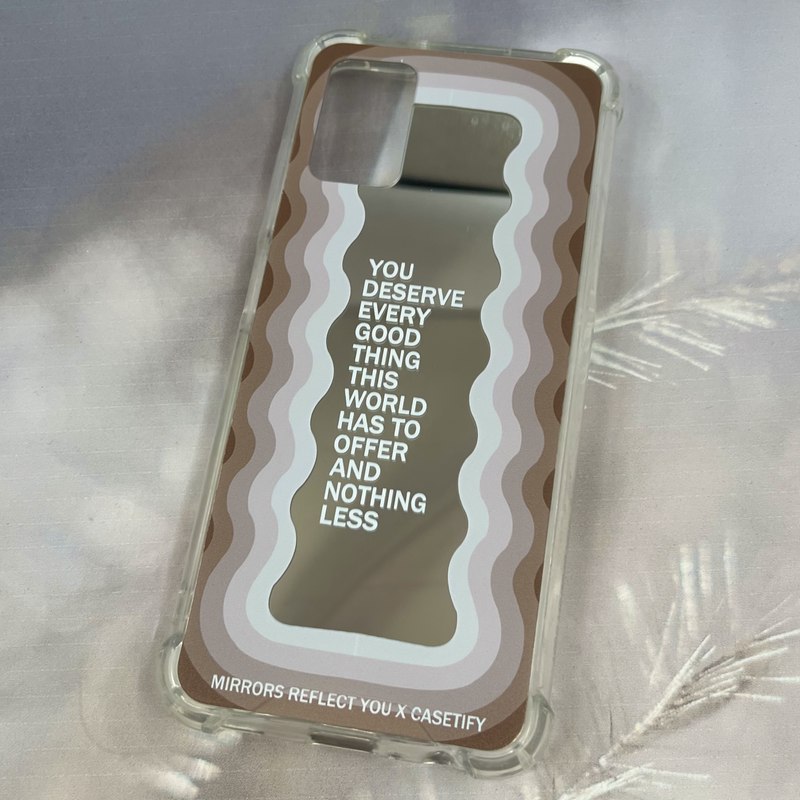 YOU
DESERVE
EVERY
GOOD
THING
THIS
WORLD
HAS TO
OFFER
AND
NOTHING
LESS
MIRRORS REFLECT YOU X CASETIFY